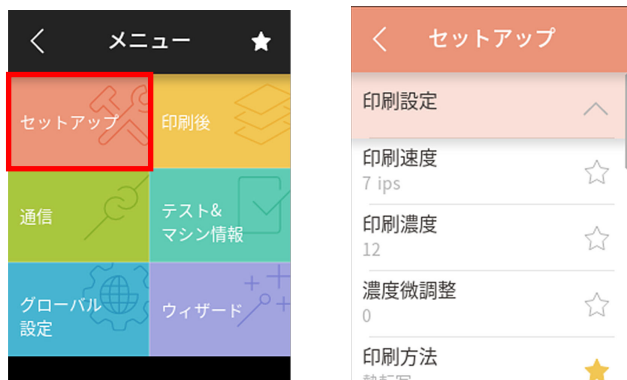 メニュー
セットアップ
印刷後
通信
テスト&
マシン情報
グローバル
設定
ウィザード
セットアップ
印刷設定
印刷速度
7 ips
印刷濃度
12
濃度微調整
0
印刷方法
熱転写